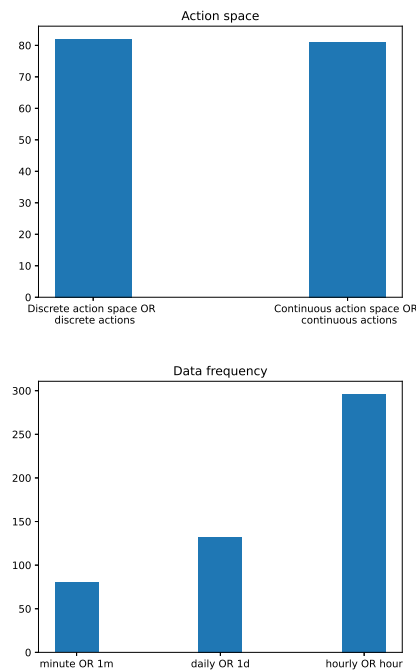 Action space
80
70
60
50
40
30
20
10
0
Discrete action space OR
discrete actions
Continuous action space OR
continuous actions
Data frequency
300
250
200
150
100
50
0
minute OR 1m
daily OR 1d
hourly OR hour